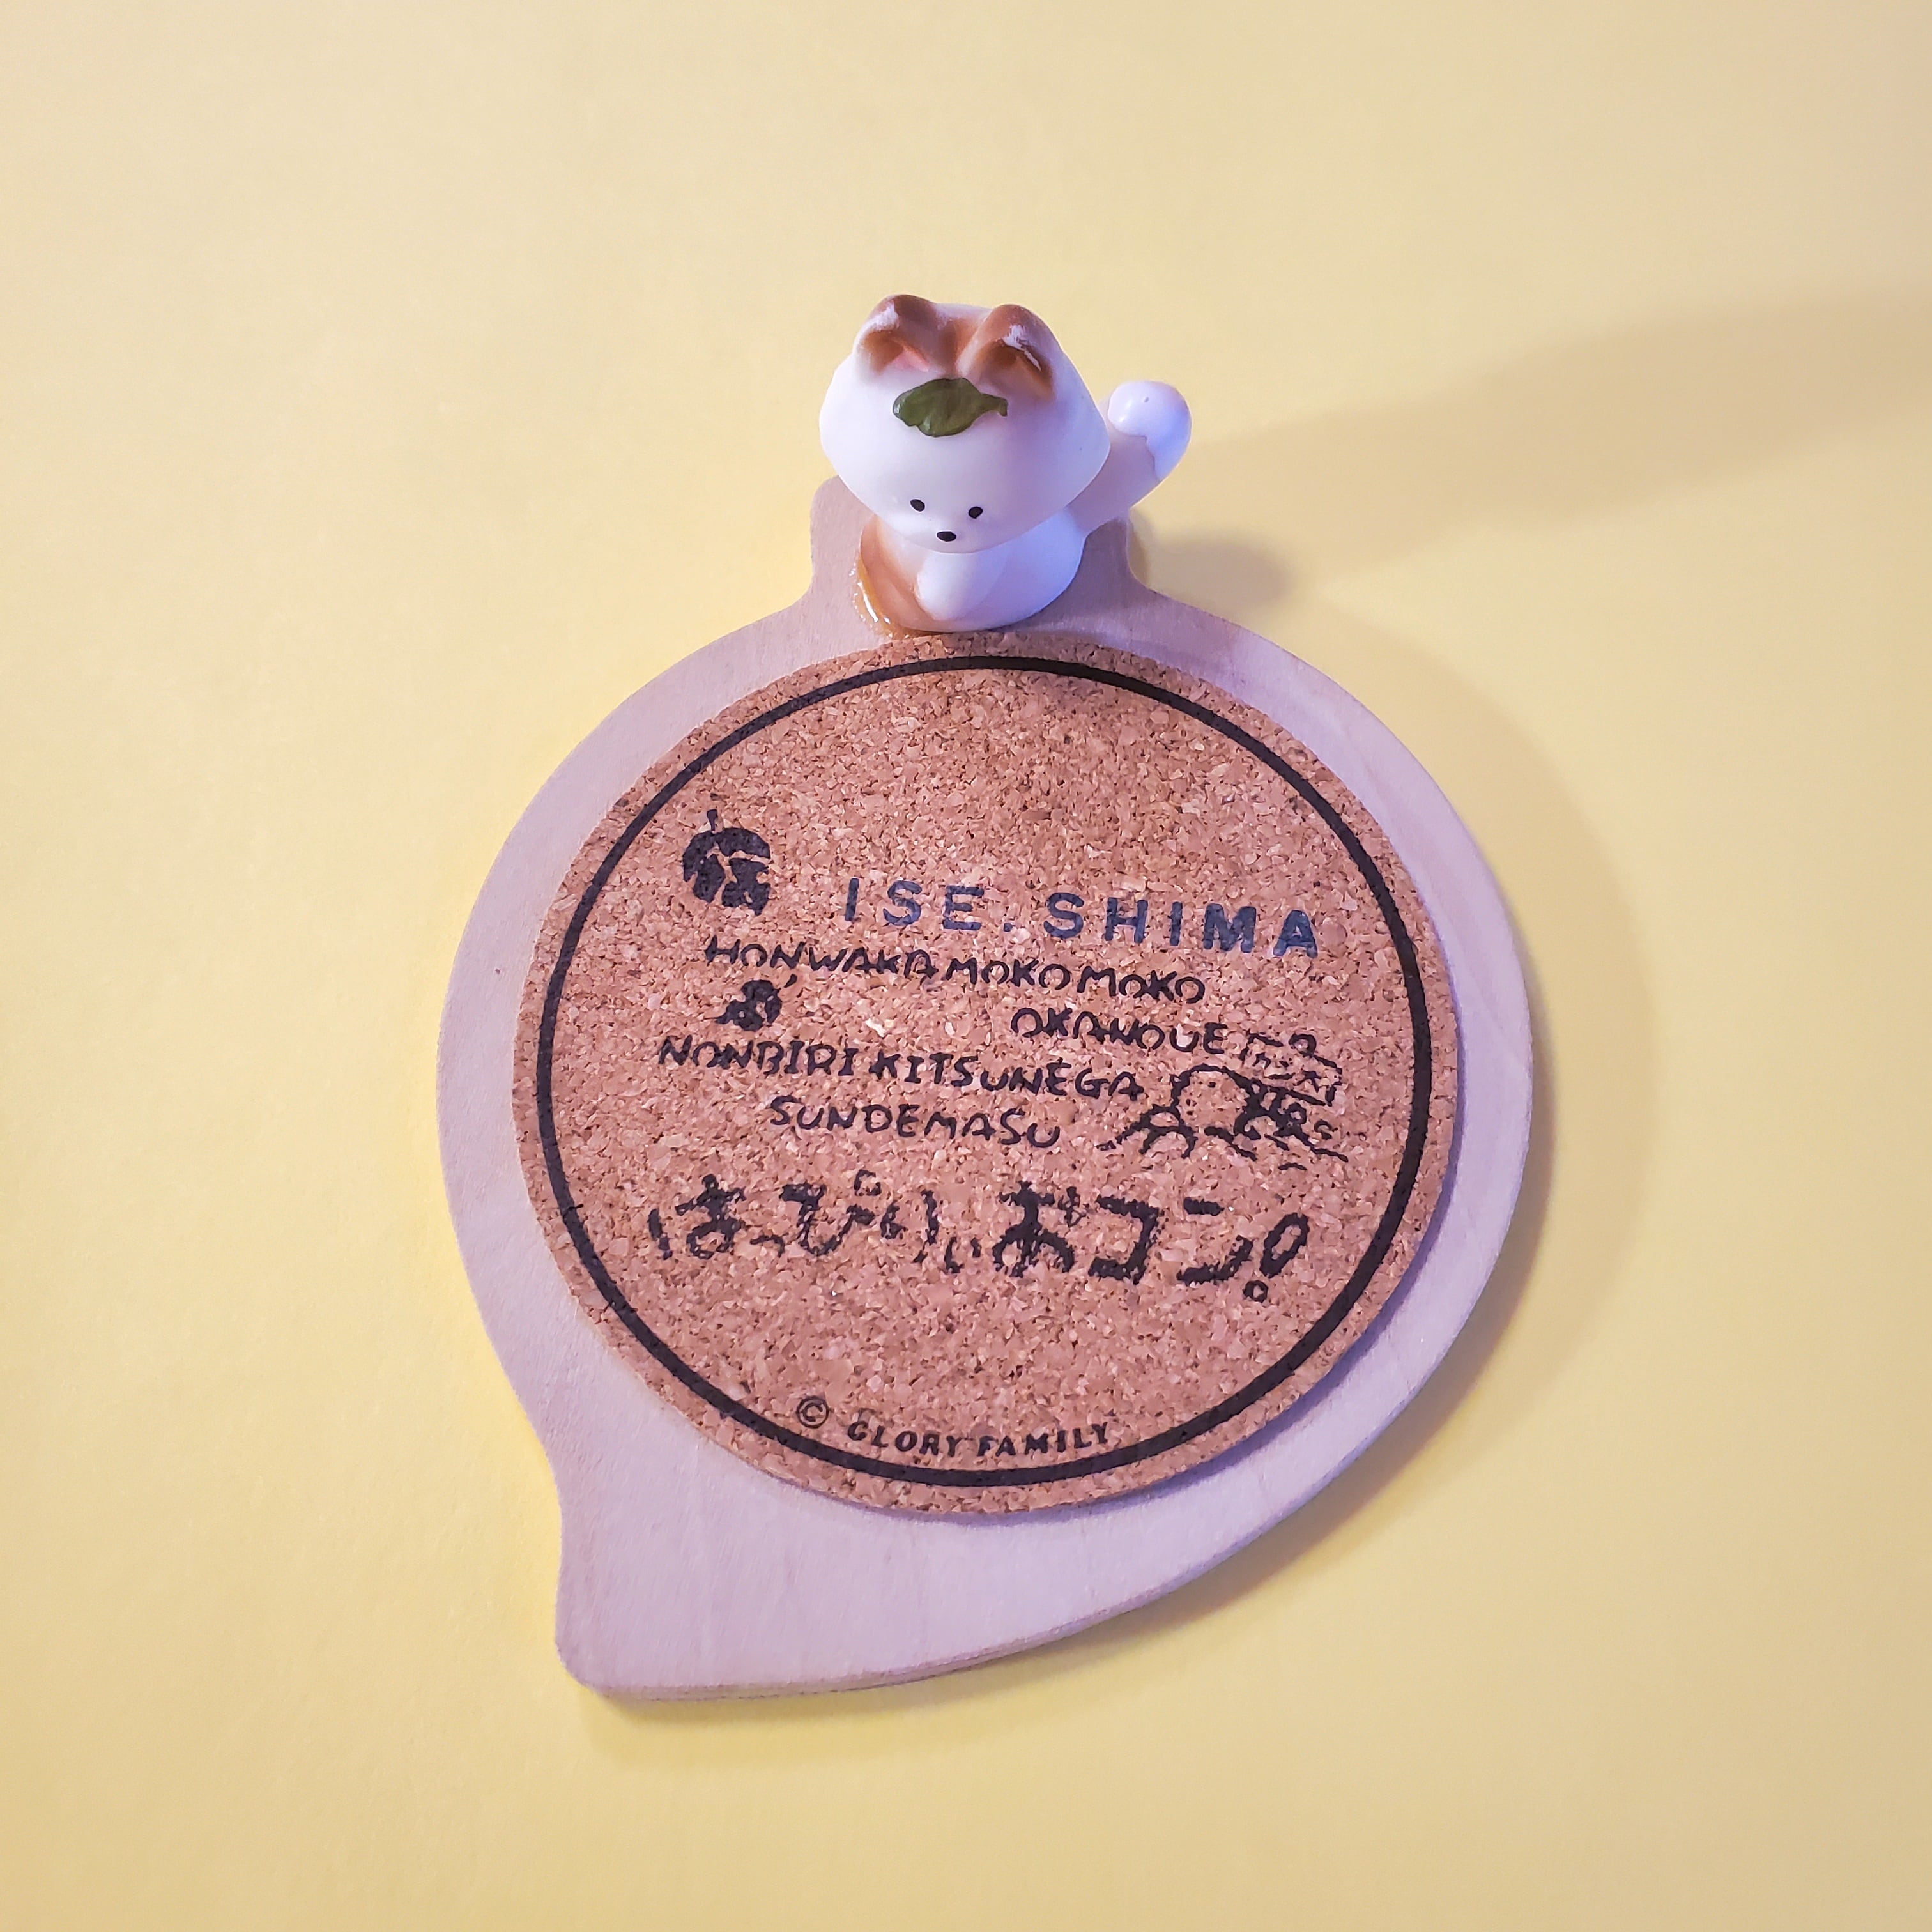 ISE.SHIMA
HONWAKA MOKOMOKO
OKANOUE
NONBIRI KITSUNEGA
SUNDEMASU
はっぴぃおコン!
© GLORY FAMILY